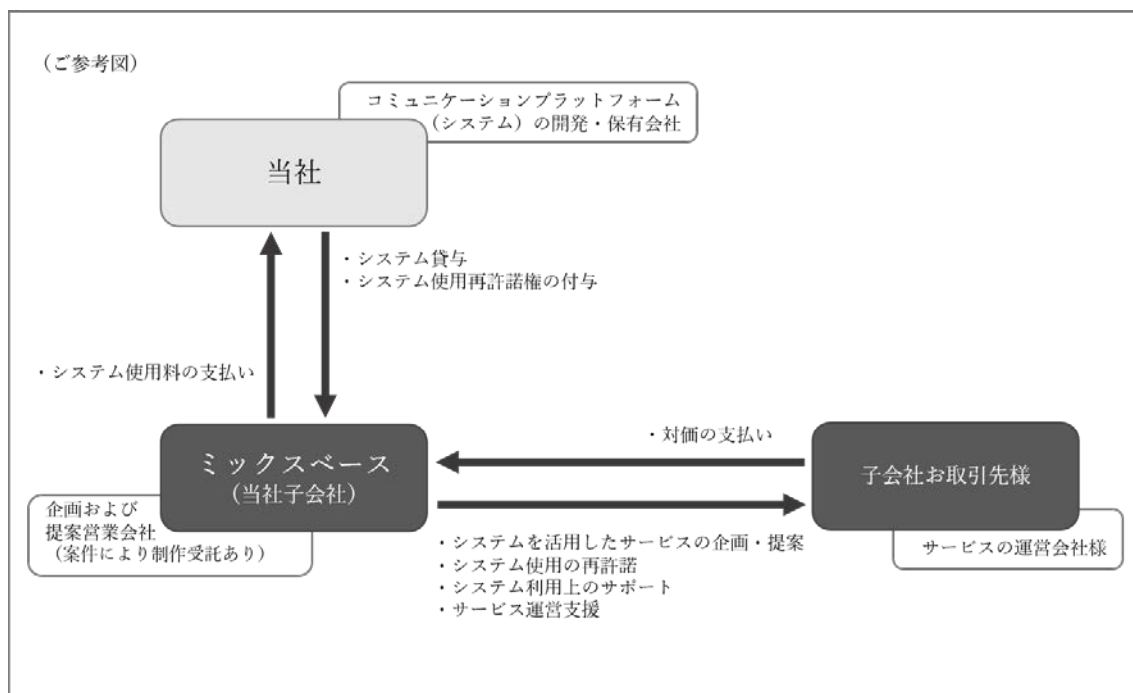 （ご参考図）
コミュニケーションプラットフォーム
（システム）の開発・保有会社
当社
・システム貸与
・システム使用再許諾権の付与
・システム使用料の支払い
・対価の支払い
ミックスベース
（当社子会社）
子会社お取引先様
企画および
提案営業会社
（案件により制作受託あり）
サービスの運営会社様
・システムを活用したサービスの企画・提案
・システム使用の再許諾
・システム利用上のサポート
・サービス運営支援